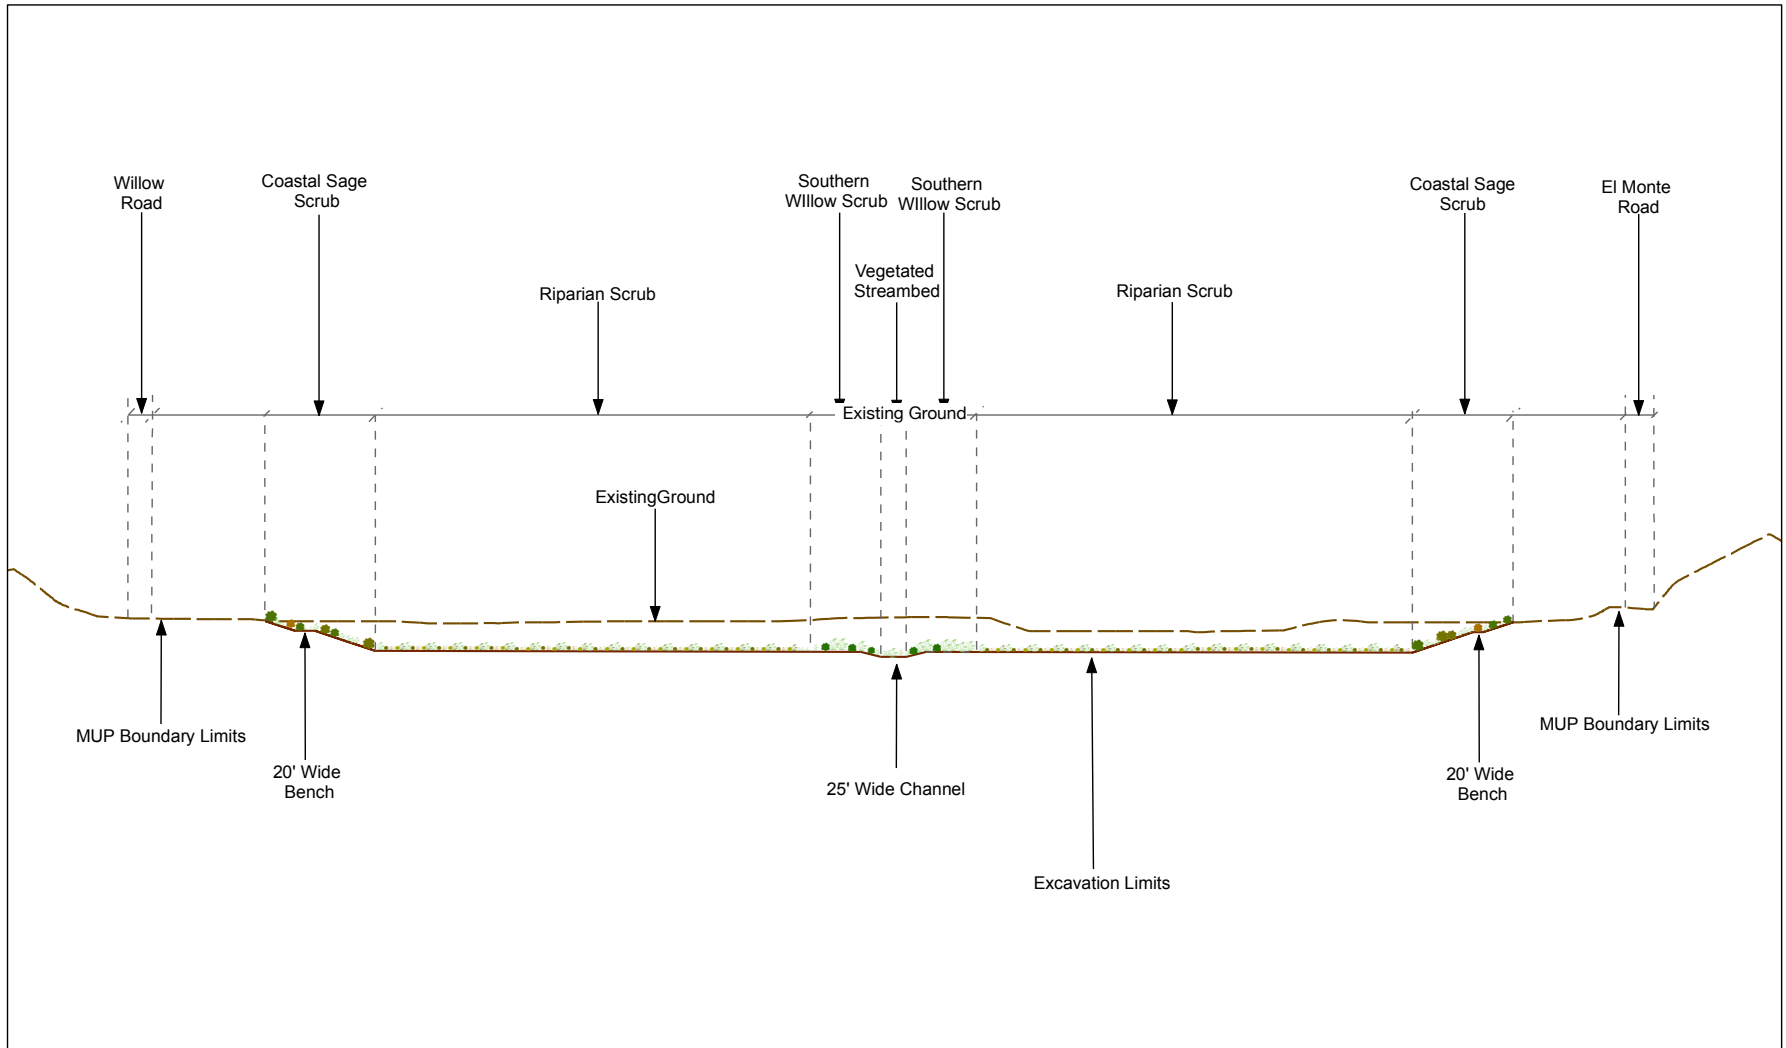 Willow
Road
Coastal Sage
Scrub
Southern
WIllow Scrub
Southern
WIllow Scrub
Coastal Sage
Scrub
El Monte
Road
Riparian Scrub
Vegetated
Streambed
Riparian Scrub
Existing Ground
ExistingGround
MUP Boundary Limits
20' Wide
Bench
25' Wide Channel
Excavation Limits
20' Wide
Bench
MUP Boundary Limits